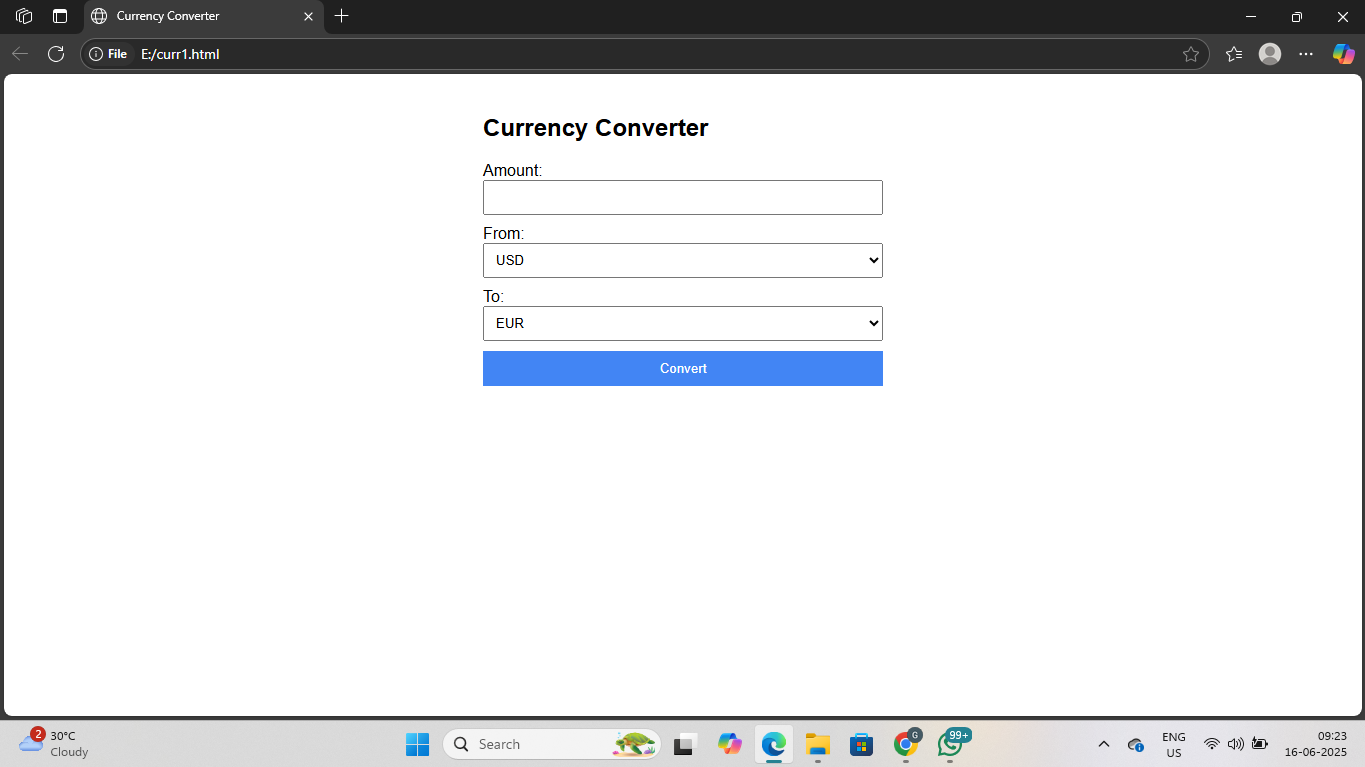 Currency Converter
File E:/curr1.html
Currency Converter
Amount:
From:
USD
To:
EUR
Convert
2
30°C
Cloudy
Search
G
99+
ENG
US
09:23
16-06-2025